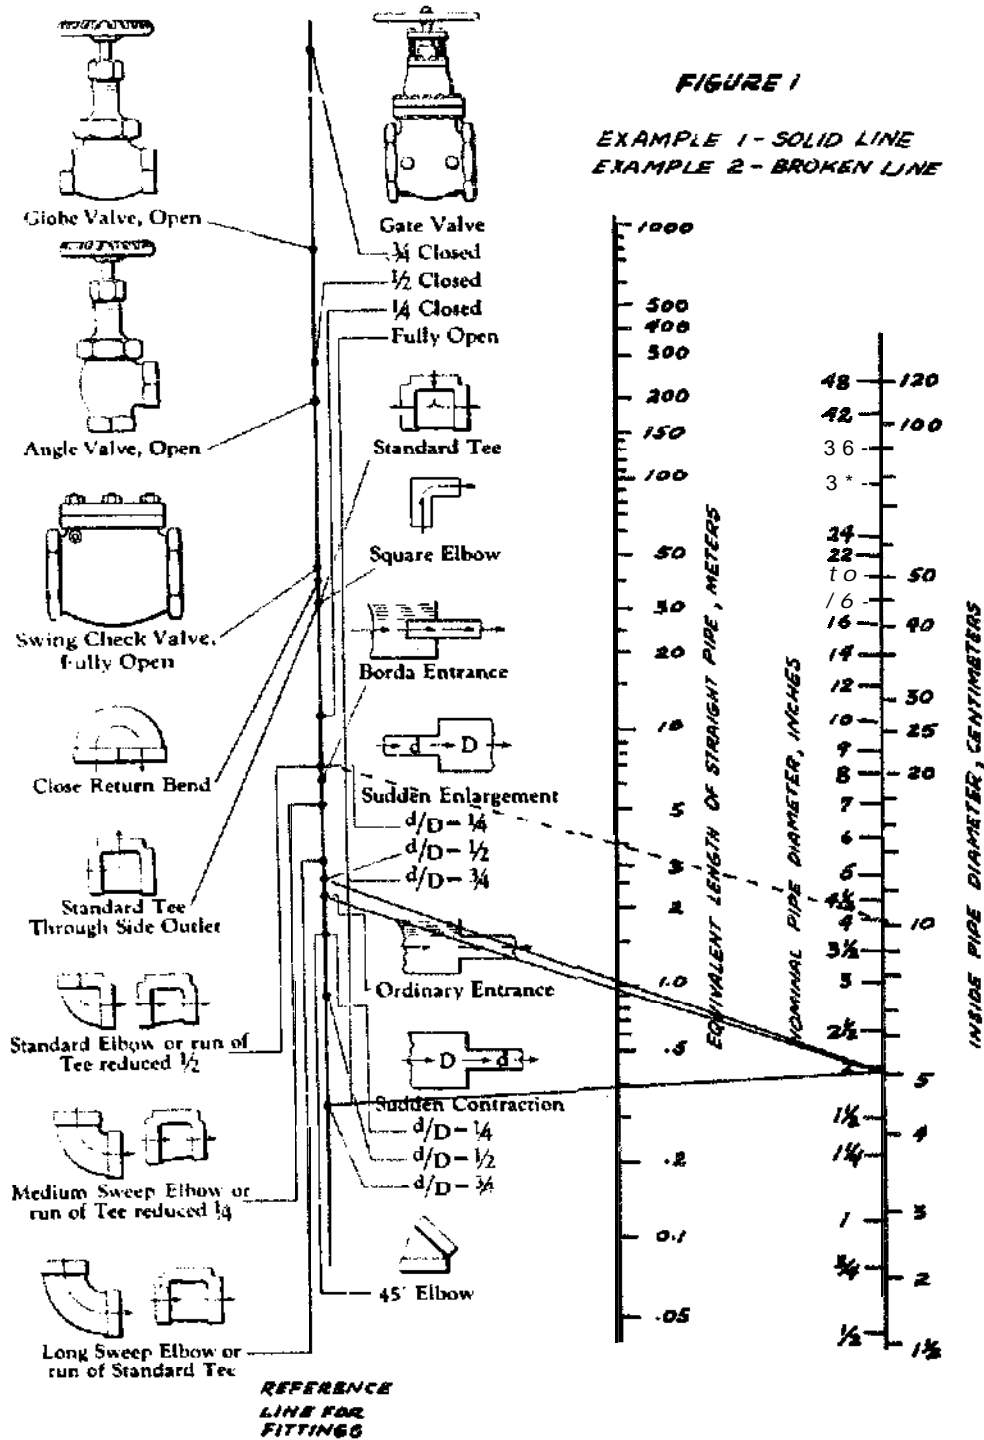 FIGURE 1
EXAMPLE 1 - SOLID LINE
EXAMPLE 2 - BROKEN LINE
Globe Valve, Open
Angle Valve, Open
Swing Check Valve,
Fully Open
Close Return Bend
Standard Tee
Through Side Outlet
Standard Elbow or run of
Tee reduced ½
Medium Sweep Elbow or
run of Tee reduced ¼
Long Sweep Elbow or
run of Standard Tee
REFERENCE
LINE FOR
FITTINGS
Gate Valve
¾ Closed
½ Closed
¼ Closed
Fully Open
Standard Tee
Square Elbow
Borda Entrance
d D
Sudden Enlargement
d/D - ¼
d/D - ½
d/D - ¾
Ordinary Entrance
D d
Sudden Contraction
d/D - ¼
d/D - ½
d/D - ¾
45° Elbow
1000
500
400
300
200
150
100
50
30
20
10
5
3
2
1.0
.5
.2
0.1
.05
EQUIVALENT LENGTH OF STRAIGHT PIPE, METERS
NOMINAL PIPE DIAMETER, INCHES
48
42
36
3*
24
22
to
16
16
14
12
10
9
8
7
6
5
4½
4
3½
3
2½
2
1½
1¼
1
¾
½
120
100
50
40
30
25
20
10
5
4
3
2
1½
INSIDE PIPE DIAMETER, CENTIMETERS